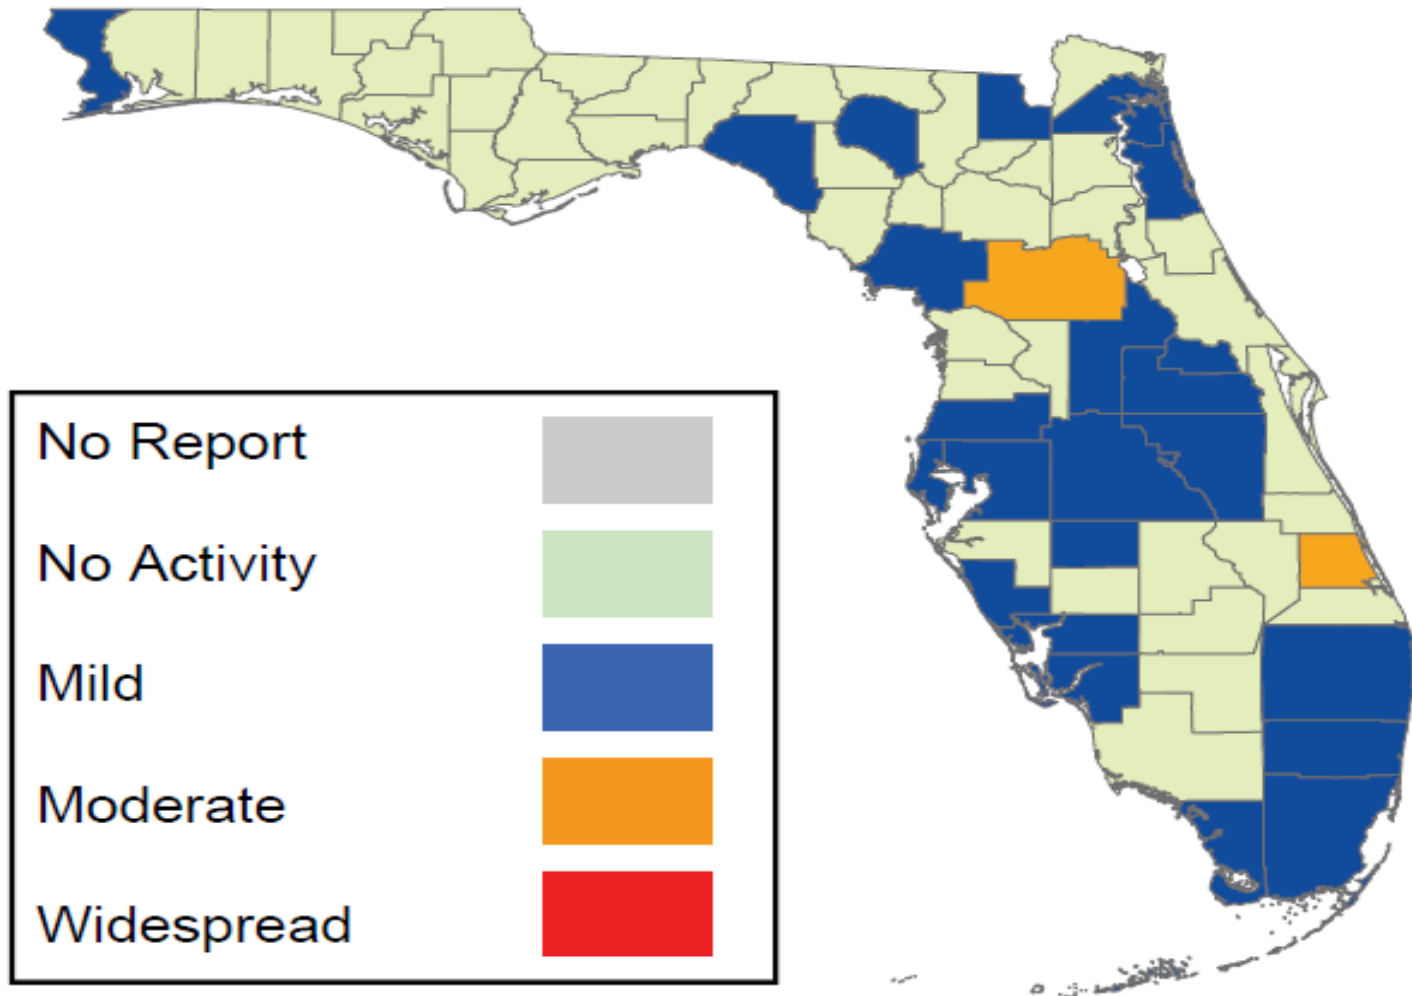 No Report
No Activity
Mild
Moderate
Widespread